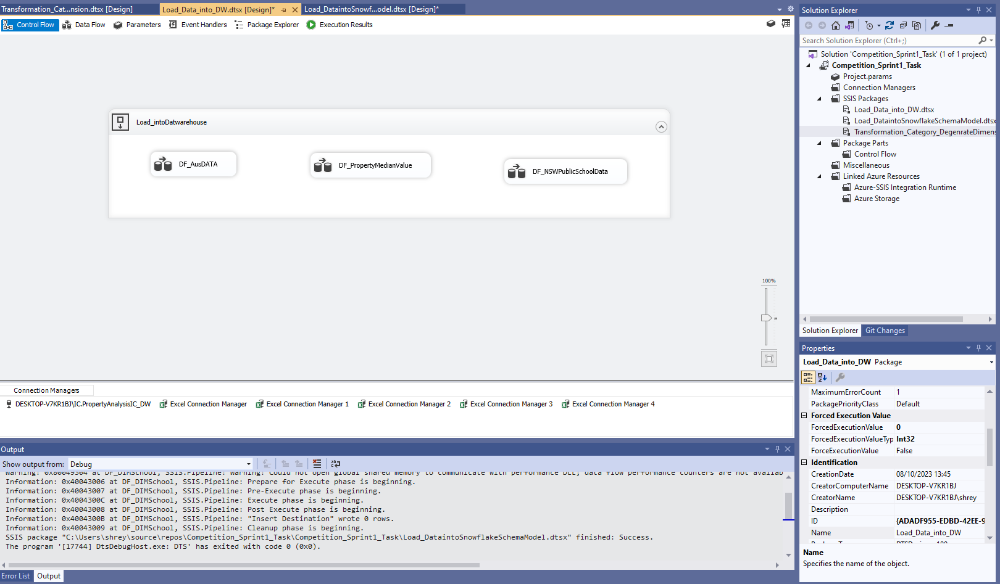 Transformation_Cat...nsion.dtsx [Design]
Load_Data_into_DW.dtsx [Design]*
Load_DataintoSnowf...odel.dtsx [Design]*
Control Flow
Data Flow
Parameters
Event Handlers
Package Explorer
Execution Results
Load_intoDatwarehouse
DF_AusDATA
DF_PropertyMedianValue
DF_NSWPublicSchoolData
100%
Connection Managers
DESKTOP-V7KR1BJ\IC.PropertyAnalysisIC_DW
Excel Connection Manager
Excel Connection Manager 1
Excel Connection Manager 2
Excel Connection Manager 3
Excel Connection Manager 4
Output
Show output from: Debug
Warning: 0x80049304 at DF_DIMSchool, SSIS.Pipeline: Warning: Could not open global shared memory to communicate with performance DLL; data flow performance counters are not availab
Information: 0x40043006 at DF_DIMSchool, SSIS.Pipeline: Prepare for Execute phase is beginning.
Information: 0x40043007 at DF_DIMSchool, SSIS.Pipeline: Pre-Execute phase is beginning.
Information: 0x4004300C at DF_DIMSchool, SSIS.Pipeline: Execute phase is beginning.
Information: 0x40043008 at DF_DIMSchool, SSIS.Pipeline: Post Execute phase is beginning.
Information: 0x4004300B at DF_DIMSchool, SSIS.Pipeline: "Insert Destination" wrote 0 rows.
Information: 0x40043009 at DF_DIMSchool, SSIS.Pipeline: Cleanup phase is beginning.
SSIS package "C:\Users\shrey\source\repos\Competition_Sprint1_Task\Competition_Sprint1_Task\Load_DataintoSnowflakeSchemaModel.dtsx" finished: Success.
The program '[17744] DtsDebugHost.exe: DTS' has exited with code 0 (0x0).
Error List
Output
Solution Explorer
Search Solution Explorer (Ctrl+;)
Solution 'Competition_Sprint1_Task' (1 of 1 project)
Competition_Sprint1_Task
Project.params
Connection Managers
SSIS Packages
Load_Data_into_DW.dtsx
Load_DataintoSnowflakeSchemaModel.dtsx
Transformation_Category_DegenrateDimens
Package Parts
Control Flow
Miscellaneous
Linked Azure Resources
Azure-SSIS Integration Runtime
Azure Storage
Solution Explorer
Git Changes
Properties
Load_Data_into_DW Package
MaximumErrorCount 1
PackagePriorityClass Default
Forced Execution Value
ForcedExecutionValue 0
ForcedExecutionValueTyp Int32
ForceExecutionValue False
Identification
CreationDate 08/10/2023 13:45
CreatorComputerName DESKTOP-V7KR1BJ
CreatorName DESKTOP-V7KR1BJ\shrey
Description
ID {ADADF955-EDBD-42EE-9
Name Load_Data_into_DW
Name
Specifies the name of the object.